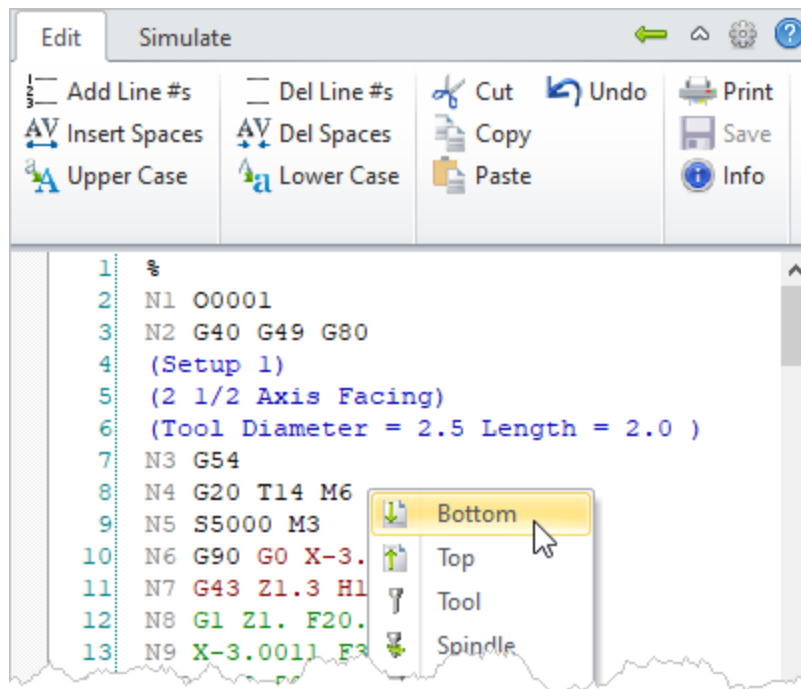 Edit Simulate
Add Line #s Del Line #s Cut Undo Print
Insert Spaces Del Spaces Copy Save
Upper Case Lower Case Paste Info
1 %
2 N1 O0001
3 N2 G40 G49 G80
4 (Setup 1)
5 (2 1/2 Axis Facing)
6 (Tool Diameter = 2.5 Length = 2.0 )
7 N3 G54
8 N4 G20 T14 M6
9 N5 S5000 M3
10 N6 G90 G0 X-3.
11 N7 G43 Z1.3 H1
12 N8 G1 Z1. F20.
13 N9 X-3.0011 F3
Bottom
Top
Tool
Spindle